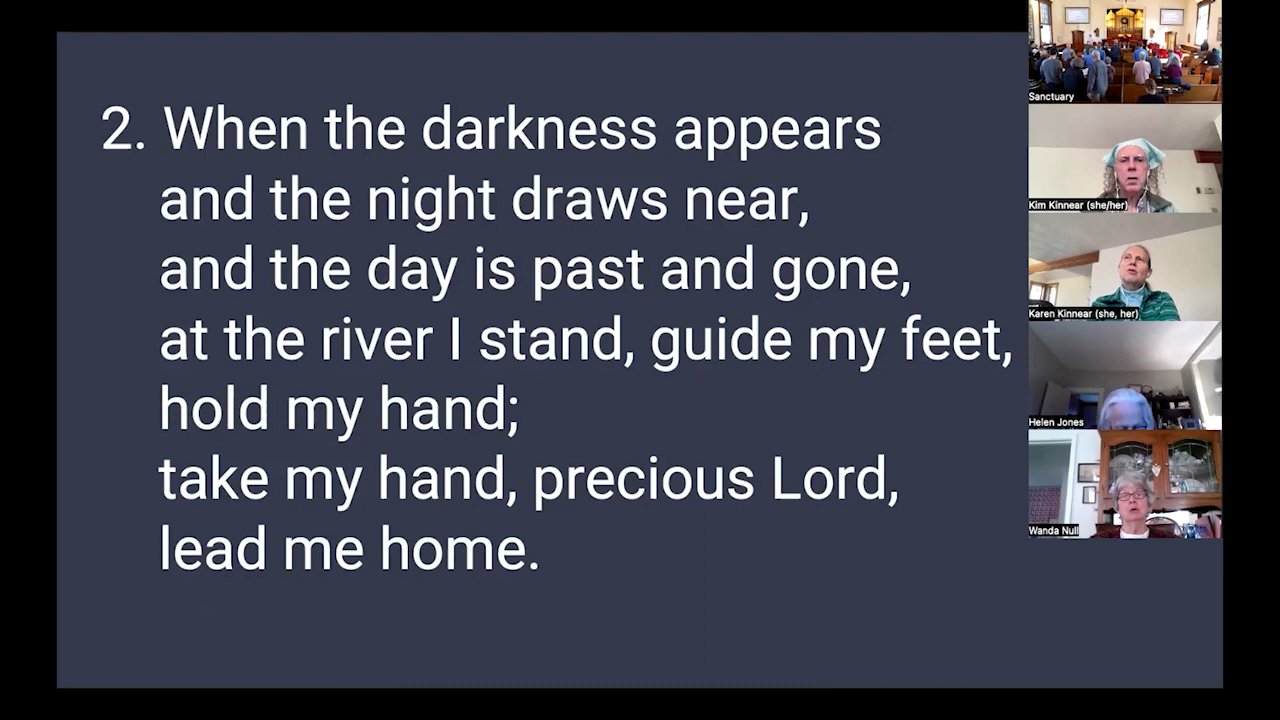 2. When the darkness appears
and the night draws near,
and the day is past and gone,
at the river I stand, guide my feet,
hold my hand;
take my hand, precious Lord,
lead me home.
Sanctuary
Kim Kinnear (she/her)
Karen Kinnear (she, her)
Helen Jones
Wanda Null